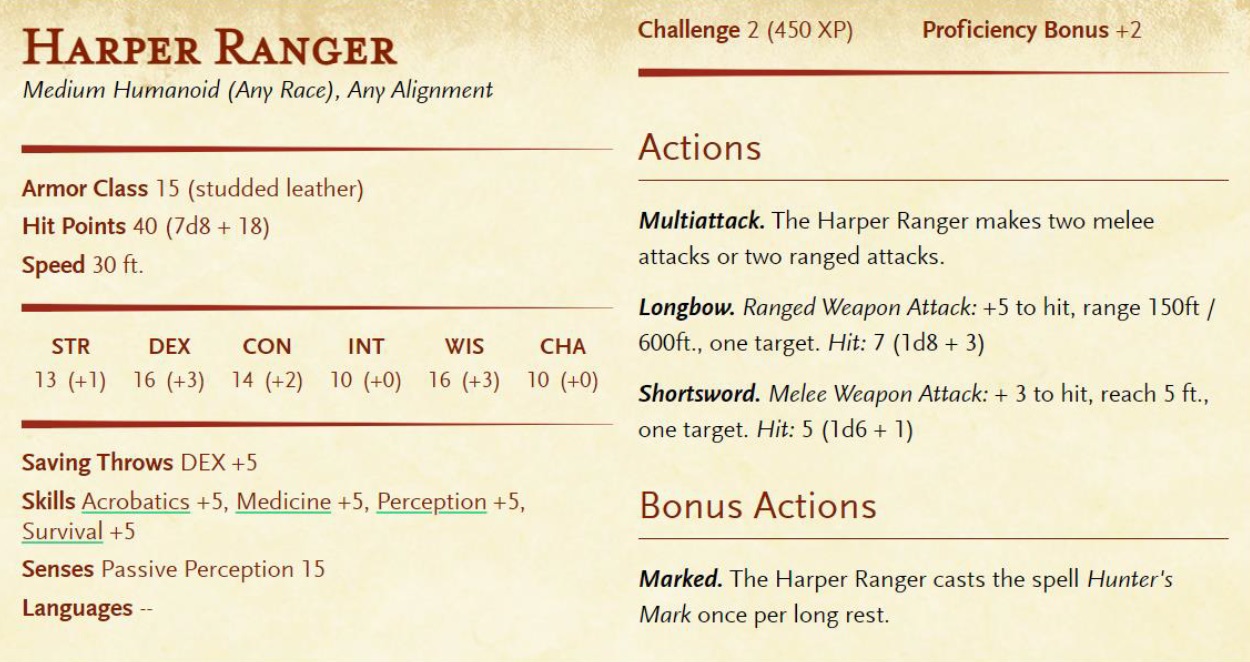 HARPER RANGER
Medium Humanoid (Any Race), Any Alignment
Armor Class 15 (studded leather)
Hit Points 40 (7d8 + 18)
Speed 30 ft.
STR DEX CON INT WIS CHA
13 (+1) 16 (+3) 14 (+2) 10 (+0) 16 (+3) 10 (+0)
Saving Throws DEX +5
Skills Acrobatics +5, Medicine +5, Perception +5,
Survival +5
Senses Passive Perception 15
Languages --
Challenge 2 (450 XP) Proficiency Bonus +2
Actions
Multiattack. The Harper Ranger makes two melee
attacks or two ranged attacks.
Longbow. Ranged Weapon Attack: +5 to hit, range 150ft /
600ft., one target. Hit: 7 (1d8 + 3)
Shortsword. Melee Weapon Attack: + 3 to hit, reach 5 ft.,
one target. Hit: 5 (1d6 + 1)
Bonus Actions
Marked. The Harper Ranger casts the spell Hunter's
Mark once per long rest.